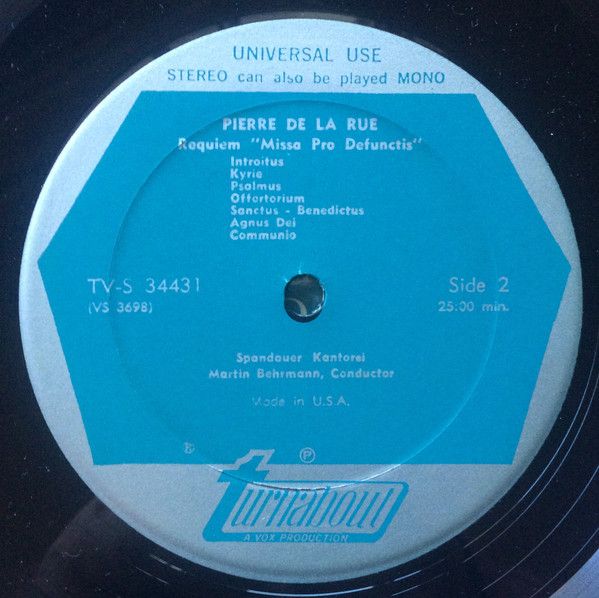 UNIVERSAL USE
STEREO can also be played MONO
PIERRE DE LA RUE
Requiem "Missa Pro Defunctis"
Introitus
Kyrie
Psalmus
Offertorium
Sanctus - Benedictus
Agnus Dei
Communio
TV-S 34431
(VS 3698)
Side 2
25:00 min.
Spandauer Kantorei
Martin Behrmann, Conductor
Made in U.S.A.
℗
turnabout
A VOX PRODUCTION